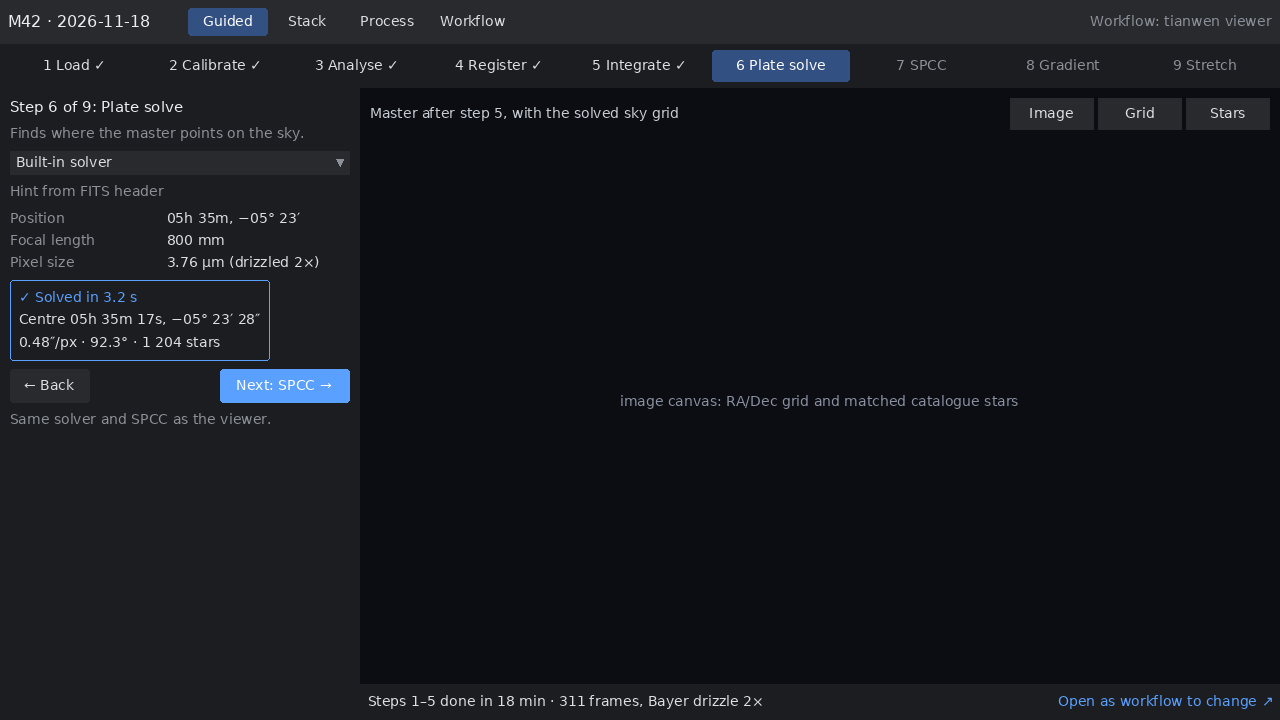 M42 · 2026-11-18 Guided Stack Process Workflow Workflow: tianwen viewer
1 Load ✓ 2 Calibrate ✓ 3 Analyse ✓ 4 Register ✓ 5 Integrate ✓ 6 Plate solve 7 SPCC 8 Gradient 9 Stretch
Step 6 of 9: Plate solve
Finds where the master points on the sky.
Built-in solver ▼
Hint from FITS header
Position 05h 35m, −05° 23′
Focal length 800 mm
Pixel size 3.76 µm (drizzled 2×)
✓ Solved in 3.2 s
Centre 05h 35m 17s, −05° 23′ 28″
0.48″/px · 92.3° · 1 204 stars
← Back Next: SPCC →
Same solver and SPCC as the viewer.
Master after step 5, with the solved sky grid Image Grid Stars
image canvas: RA/Dec grid and matched catalogue stars
Steps 1–5 done in 18 min · 311 frames, Bayer drizzle 2× Open as workflow to change ↗